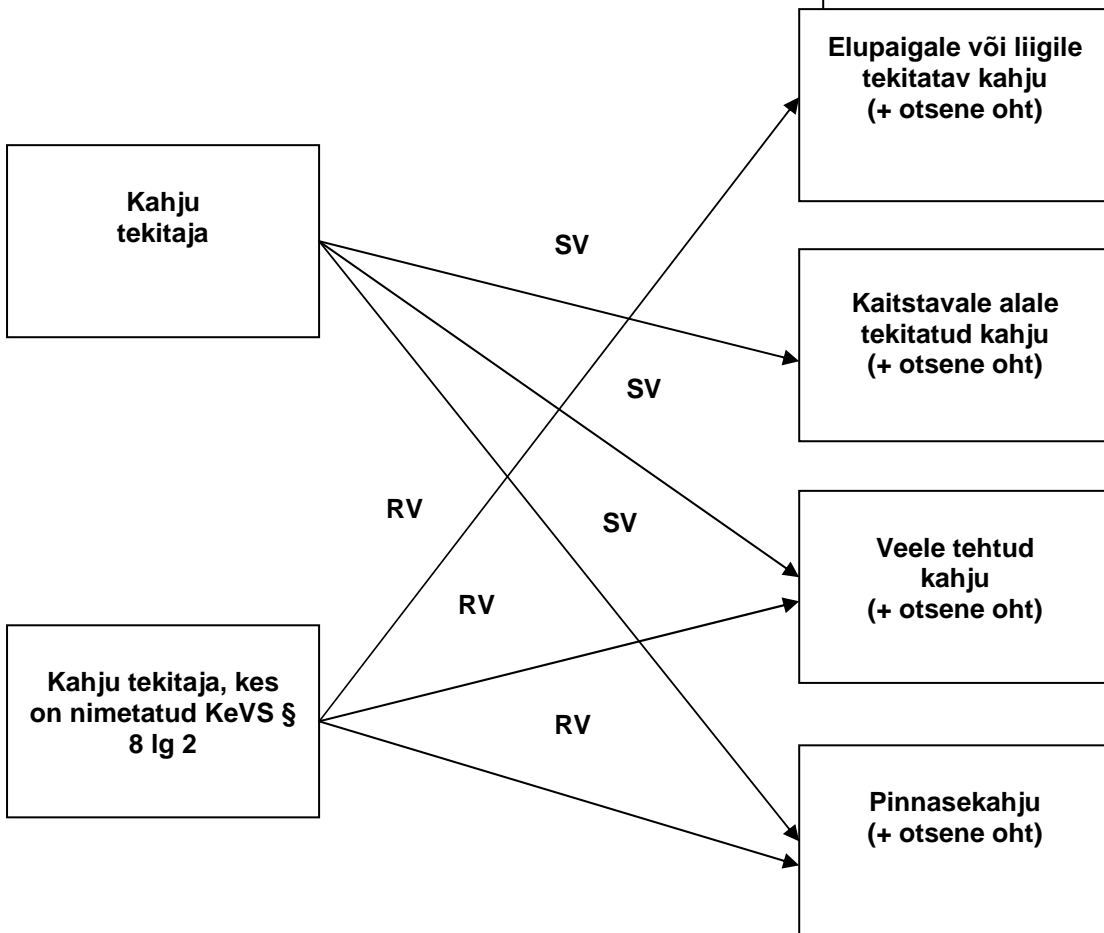 Elupaigale või liigile
tekitatav kahju
(+ otsene oht)
Kahju
tekitaja
SV
Kaitstavale alale
tekitatud kahju
(+ otsene oht)
SV
RV
SV
Veele tehtud
kahju
(+ otsene oht)
RV
Kahju tekitaja, kes
on nimetatud KeVS §
8 lg 2
RV
Pinnasekahju
(+ otsene oht)